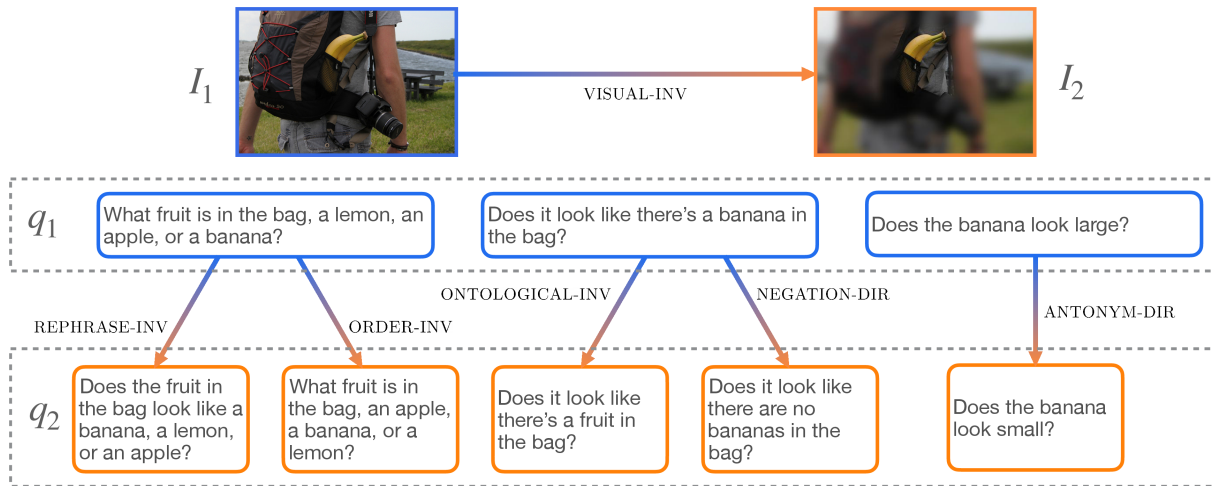 I1
VISUAL-INV
I2
q1
What fruit is in the bag, a lemon, an
apple, or a banana?
Does it look like there's a banana in
the bag?
Does the banana look large?
REPHRASE-INV
ORDER-INV
ONTOLOGICAL-INV
NEGATION-DIR
ANTONYM-DIR
q2
Does the fruit in
the bag look like a
banana, a lemon,
or an apple?
What fruit is in
the bag, an apple,
a banana, or a
lemon?
Does it look like
there's a fruit in
the bag?
Does it look like
there are no
bananas in the
bag?
Does the banana
look small?